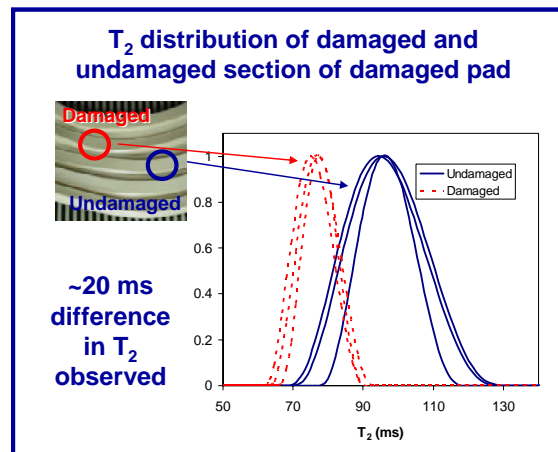 T2 distribution of damaged and
undamaged section of damaged pad
Damaged
Undamaged
~20 ms
difference
in T2
observed
1
0.8
0.6
0.4
0.2
0
50 70 90 110 130
T2 (ms)
Undamaged
Damaged